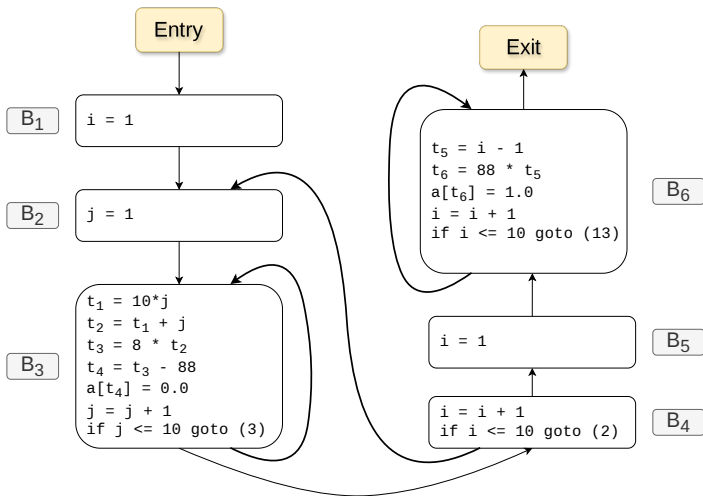 Entry
B₁
i = 1
B₂
j = 1
B₃
t₁ = 10*j
t₂ = t₁ + j
t₃ = 8 * t₂
t₄ = t₃ - 88
a[t₄] = 0.0
j = j + 1
if j <= 10 goto (3)
Exit
t₅ = i - 1
t₆ = 88 * t₅
a[t₆] = 1.0
i = i + 1
if i <= 10 goto (13)
B₆
i = 1
B₅
i = i + 1
if i <= 10 goto (2)
B₄